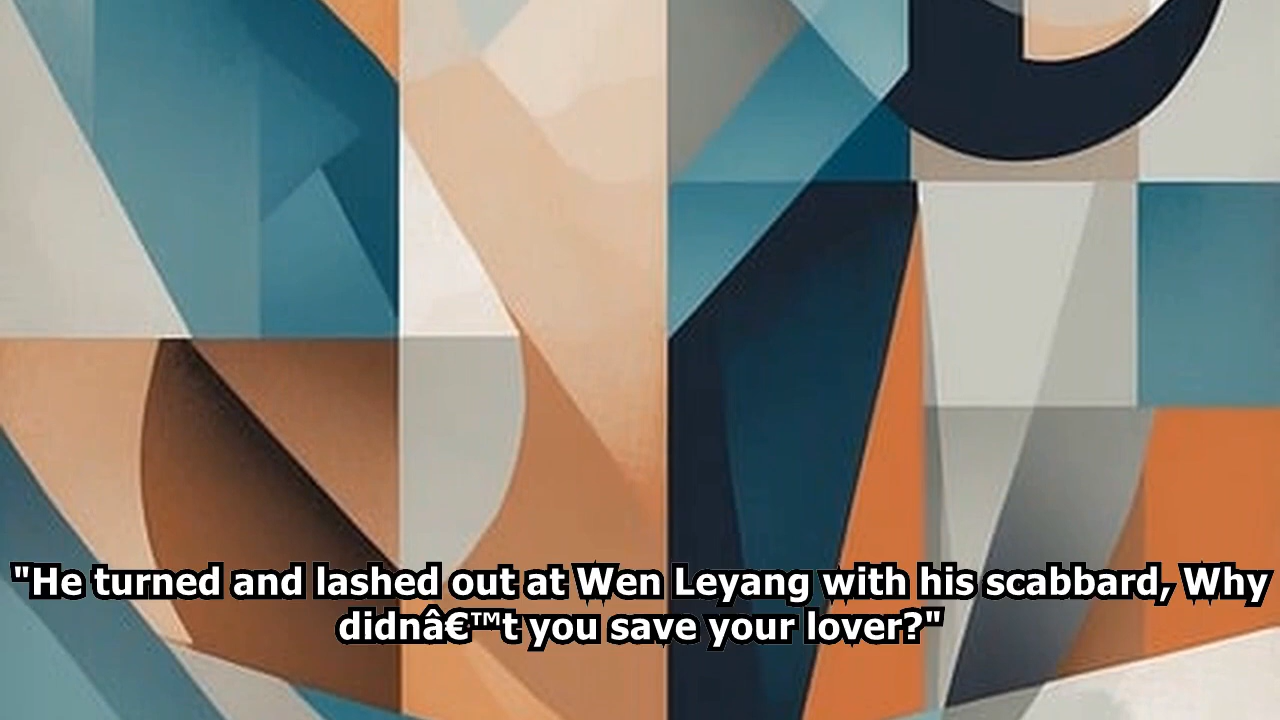 "He turned and lashed out at Wen Leyang with his scabbard, Why
didnâ€™t you save your lover?"